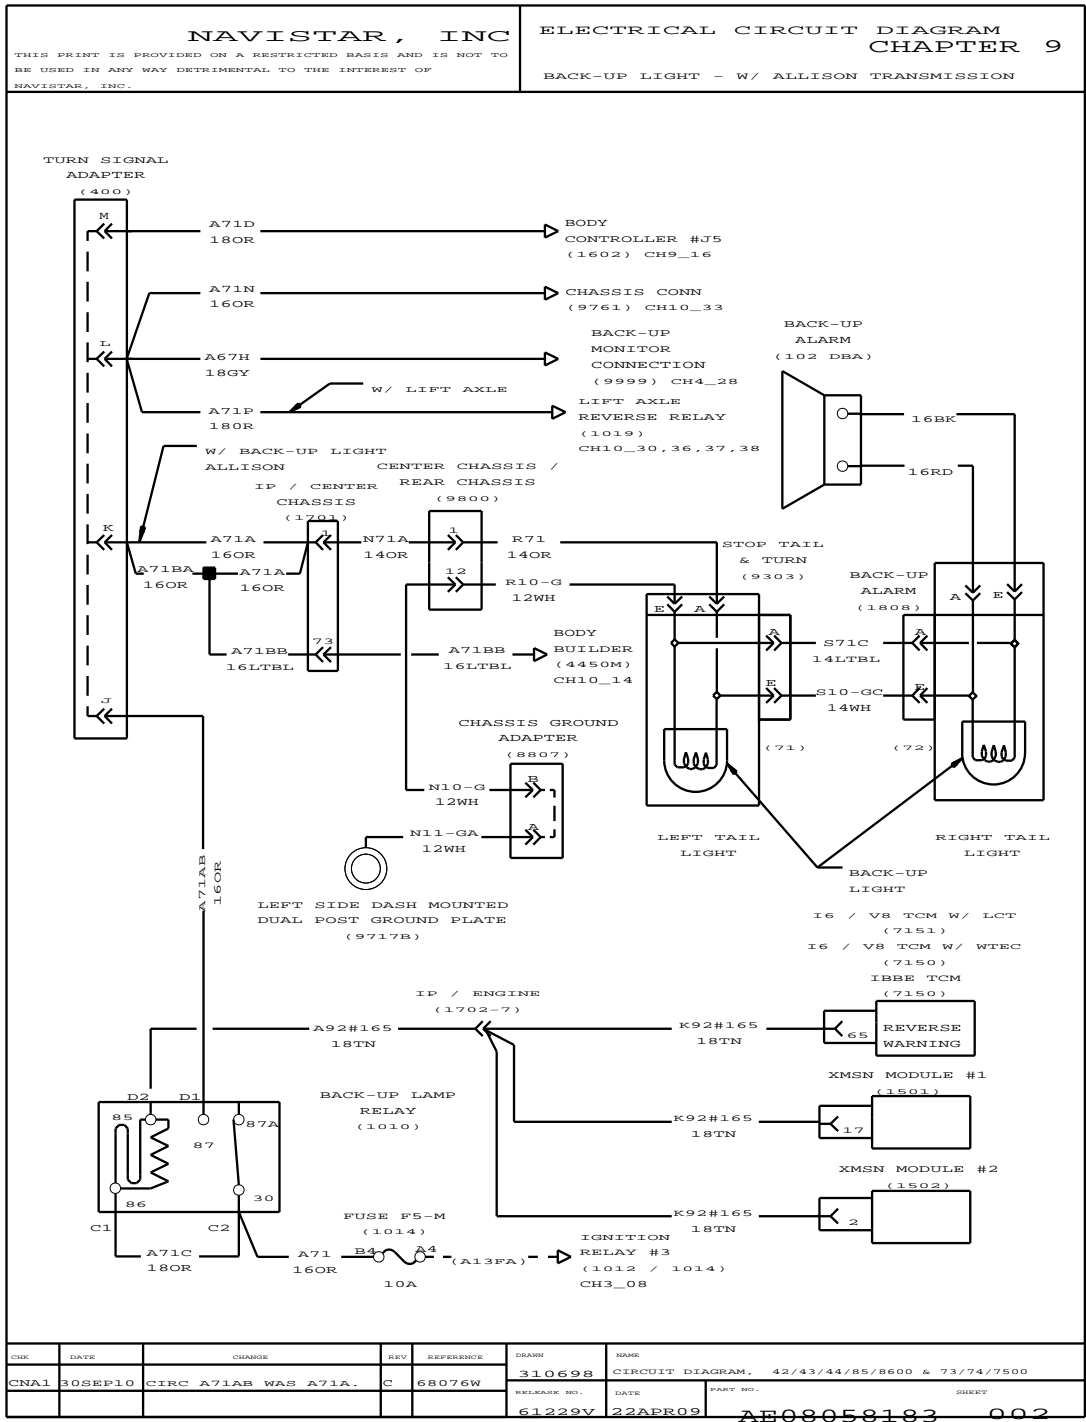 NAVISTAR, INC
THIS PRINT IS PROVIDED ON A RESTRICTED BASIS AND IS NOT TO
BE USED IN ANY WAY DETRIMENTAL TO THE INTEREST OF
NAVISTAR, INC.
ELECTRICAL CIRCUIT DIAGRAM
CHAPTER 9
BACK-UP LIGHT - W/ ALLISON TRANSMISSION
TURN SIGNAL
ADAPTER
(400)
M
A71D
18OR
BODY
CONTROLLER #J5
(1602) CH9_16
A71N
16OR
CHASSIS CONN
(9761) CH10_33
L
A67H
18GY
BACK-UP
MONITOR
CONNECTION
(9999) CH4_28
W/ LIFT AXLE
A71P
18OR
LIFT AXLE
REVERSE RELAY
(1019)
CH10_30,36,37,38
BACK-UP
ALARM
(102 DBA)
16BK
16RD
W/ BACK-UP LIGHT
ALLISON
IP / CENTER
CHASSIS
(1701)
CENTER CHASSIS /
REAR CHASSIS
(9800)
K
A71A
16OR
1
N71A
14OR
1
R71
14OR
A71BA
16OR
A71A
16OR
12
R10-G
12WH
STOP TAIL
& TURN
(9303)
BACK-UP
ALARM
(1808)
A
E
E
A
A71BB
16LTBL
73
A71BB
16LTBL
BODY
BUILDER
(4450M)
CH10_14
A
S71C
14LTBL
A
E
S10-GC
14WH
E
(71)
(72)
J
CHASSIS GROUND
ADAPTER
(8807)
B
N10-G
12WH
A
N11-GA
12WH
LEFT TAIL
LIGHT
RIGHT TAIL
LIGHT
BACK-UP
LIGHT
A71AB
16OR
LEFT SIDE DASH MOUNTED
DUAL POST GROUND PLATE
(9717B)
I6 / V8 TCM W/ LCT
(7151)
I6 / V8 TCM W/ WTEC
(7150)
IBBE TCM
(7150)
IP / ENGINE
(1702-7)
A92#165
18TN
K92#165
18TN
65
REVERSE
WARNING
XMSN MODULE #1
(1501)
K92#165
18TN
17
XMSN MODULE #2
(1502)
K92#165
18TN
2
D2
D1
85
87
87A
86
30
C1
C2
BACK-UP LAMP
RELAY
(1010)
A71C
18OR
A71
16OR
FUSE F5-M
(1014)
B4
A4
10A
(A13FA)
IGNITION
RELAY #3
(1012 / 1014)
CH3_08
CHK DATE CHANGE REV REFERENCE
CNA1 30SEP10 CIRC A71AB WAS A71A. C 68076W
DRAWN
310698
NAME
CIRCUIT DIAGRAM, 42/43/44/85/8600 & 73/74/7500
RELEASE NO.
61229V
DATE
22APR09
PART NO.
AE08058183
SHEET
002